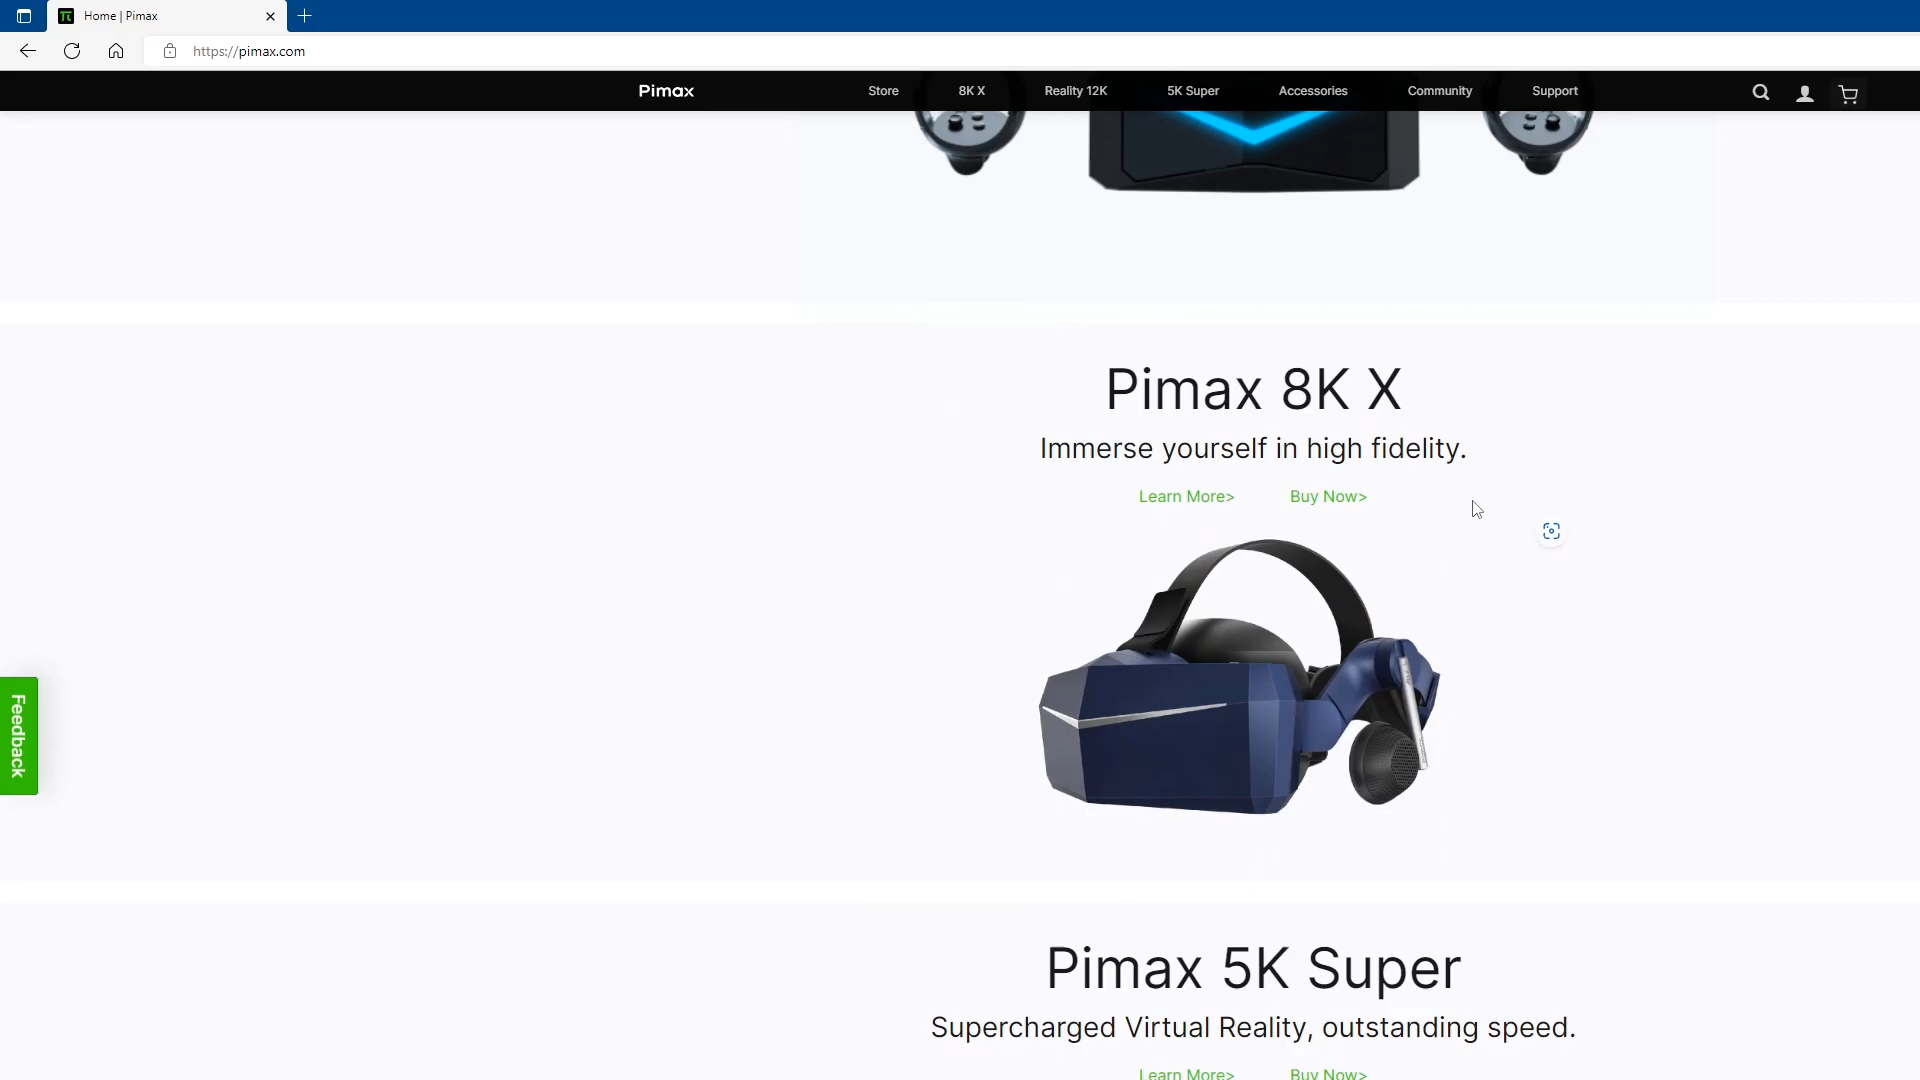 Home | Pimax
https://pimax.com
Pimax
Store
8K X
Reality 12K
5K Super
Accessories
Community
Support
Pimax 8K X
Immerse yourself in high fidelity.
Learn More>
Buy Now>
Feedback
Pimax 5K Super
Supercharged Virtual Reality, outstanding speed.
Learn More>
Buy Now>